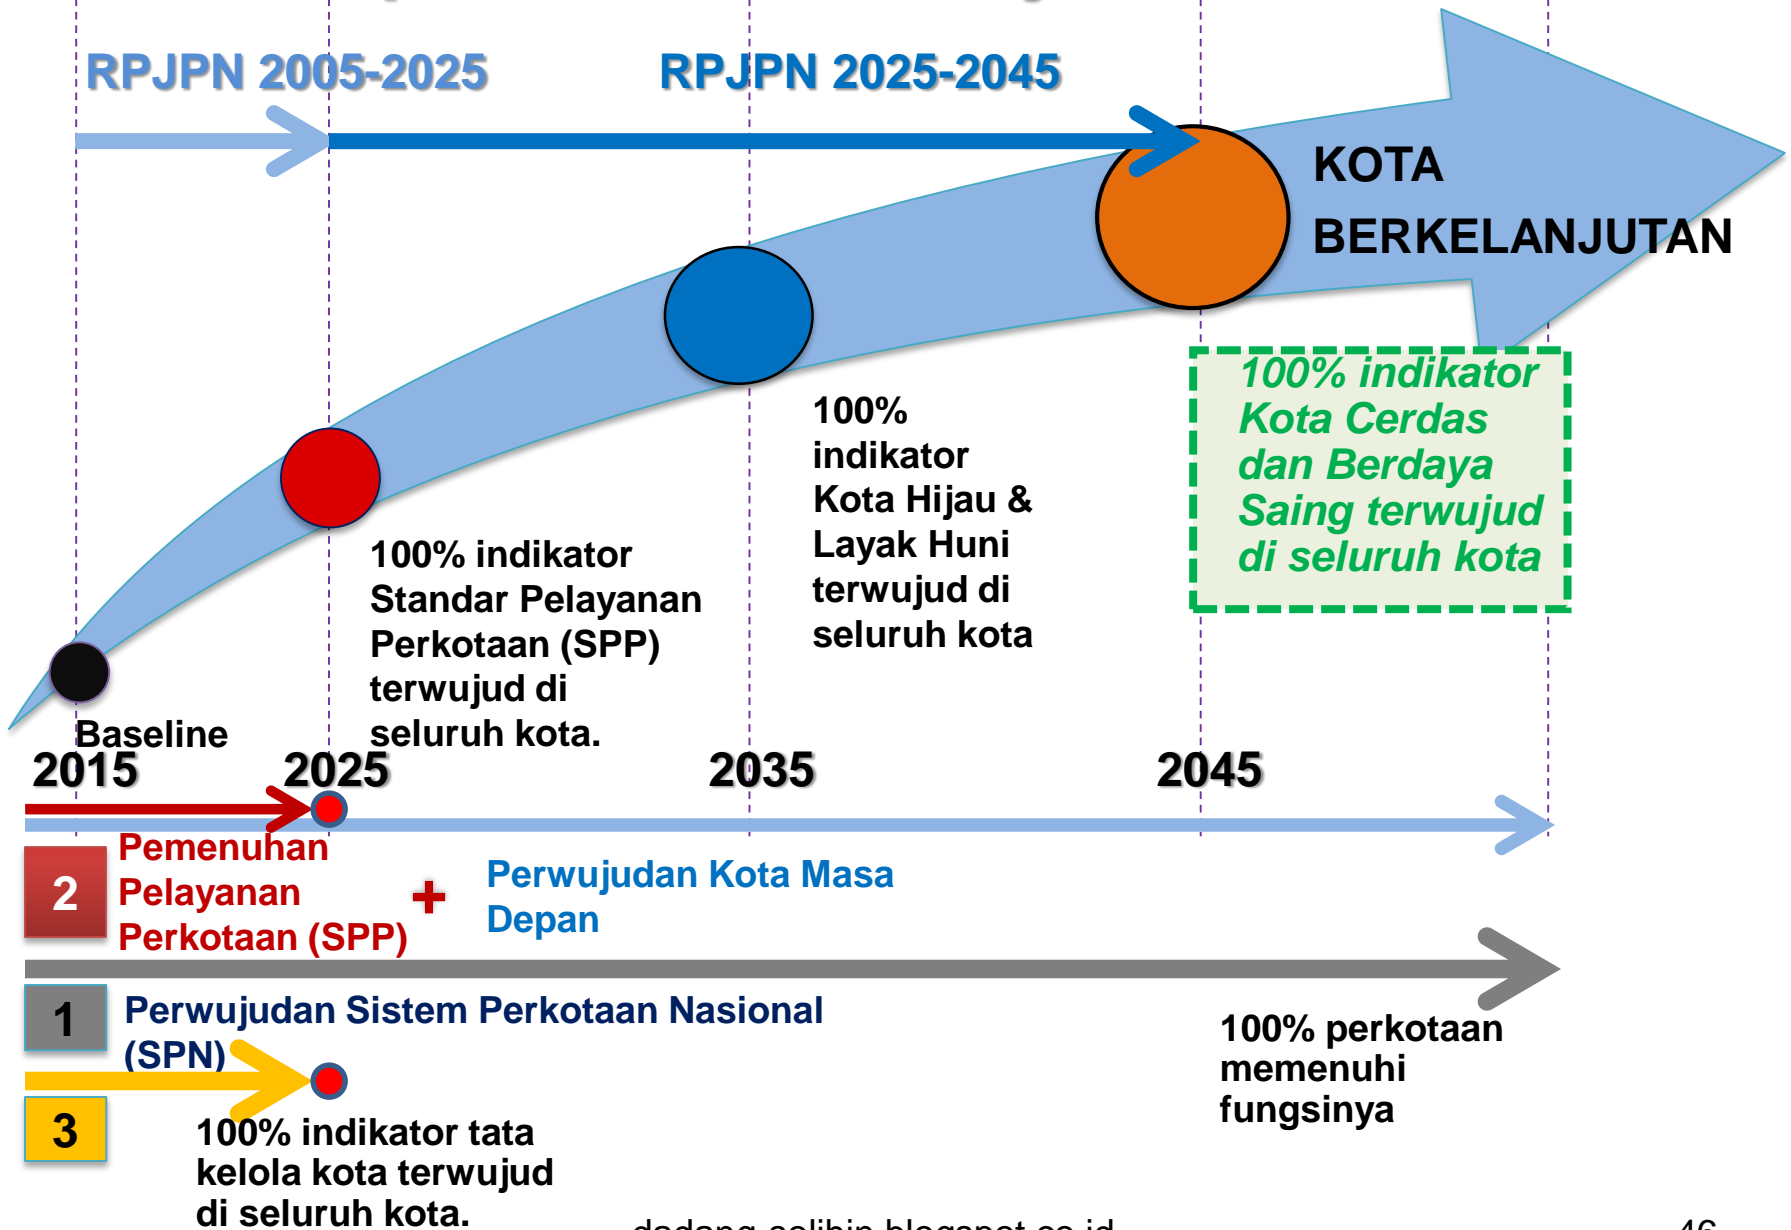 RPJPN 2005-2025
RPJPN 2025-2045
KOTA
BERKELANJUTAN
100% indikator
Kota Cerdas
dan Berdaya
Saing terwujud
di seluruh kota
100%
indikator
Kota Hijau &
Layak Huni
terwujud di
seluruh kota
100% indikator
Standar Pelayanan
Perkotaan (SPP)
terwujud di
seluruh kota.
Baseline
2015
2025
2035
2045
2
Pemenuhan
Pelayanan
Perkotaan (SPP)
+
Perwujudan Kota Masa
Depan
1
Perwujudan Sistem Perkotaan Nasional
(SPN)
100% perkotaan
memenuhi
fungsinya
3
100% indikator tata
kelola kota terwujud
di seluruh kota.
46